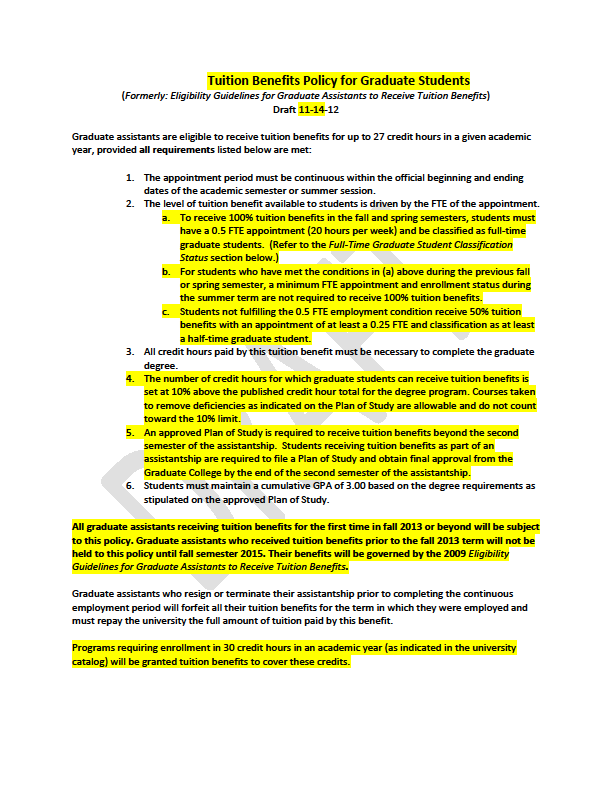 Tuition Benefits Policy for Graduate Students
(Formerly: Eligibility Guidelines for Graduate Assistants to Receive Tuition Benefits)
Draft 11-14-12
Graduate assistants are eligible to receive tuition benefits for up to 27 credit hours in a given academic
year, provided all requirements listed below are met:
1. The appointment period must be continuous within the official beginning and ending
dates of the academic semester or summer session.
2. The level of tuition benefit available to students is driven by the FTE of the appointment.
a. To receive 100% tuition benefits in the fall and spring semesters, students must
have a 0.5 FTE appointment (20 hours per week) and be classified as full-time
graduate students. (Refer to the Full-Time Graduate Student Classification
Status section below.)
b. For students who have met the conditions in (a) above during the previous fall
or spring semester, a minimum FTE appointment and enrollment status during
the summer term are not required to receive 100% tuition benefits.
c. Students not fulfilling the 0.5 FTE employment condition receive 50% tuition
benefits with an appointment of at least a 0.25 FTE and classification as at least
a half-time graduate student.
3. All credit hours paid by this tuition benefit must be necessary to complete the graduate
degree.
4. The number of credit hours for which graduate students can receive tuition benefits is
set at 10% above the published credit hour total for the degree program. Courses taken
to remove deficiencies as indicated on the Plan of Study are allowable and do not count
toward the 10% limit.
5. An approved Plan of Study is required to receive tuition benefits beyond the second
semester of the assistantship. Students receiving tuition benefits as part of an
assistantship are required to file a Plan of Study and obtain final approval from the
Graduate College by the end of the second semester of the assistantship.
6. Students must maintain a cumulative GPA of 3.00 based on the degree requirements as
stipulated on the approved Plan of Study.
All graduate assistants receiving tuition benefits for the first time in fall 2013 or beyond will be subject
to this policy. Graduate assistants who received tuition benefits prior to the fall 2013 term will not be
held to this policy until fall semester 2015. Their benefits will be governed by the 2009 Eligibility
Guidelines for Graduate Assistants to Receive Tuition Benefits.
Graduate assistants who resign or terminate their assistantship prior to completing the continuous
employment period will forfeit all their tuition benefits for the term in which they were employed and
must repay the university the full amount of tuition paid by this benefit.
Programs requiring enrollment in 30 credit hours in an academic year (as indicated in the university
catalog) will be granted tuition benefits to cover these credits.
DRAFT